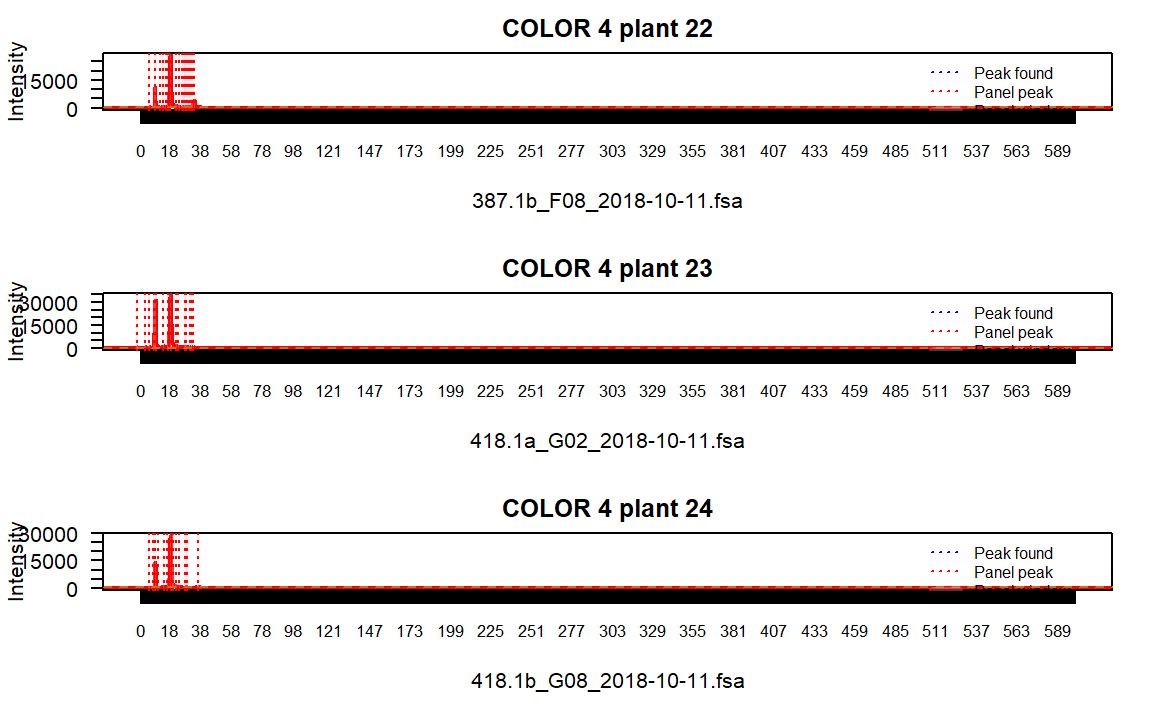 COLOR 4 plant 22
Intensity
15000
0
Peak found
Panel peak
0 18 38 58 78 98 121 147 173 199 225 251 277 303 329 355 381 407 433 459 485 511 537 563 589
387.1b_F08_2018-10-11.fsa
COLOR 4 plant 23
Intensity
30000
15000
0
Peak found
Panel peak
0 18 38 58 78 98 121 147 173 199 225 251 277 303 329 355 381 407 433 459 485 511 537 563 589
418.1a_G02_2018-10-11.fsa
COLOR 4 plant 24
Intensity
30000
15000
0
Peak found
Panel peak
0 18 38 58 78 98 121 147 173 199 225 251 277 303 329 355 381 407 433 459 485 511 537 563 589
418.1b_G08_2018-10-11.fsa